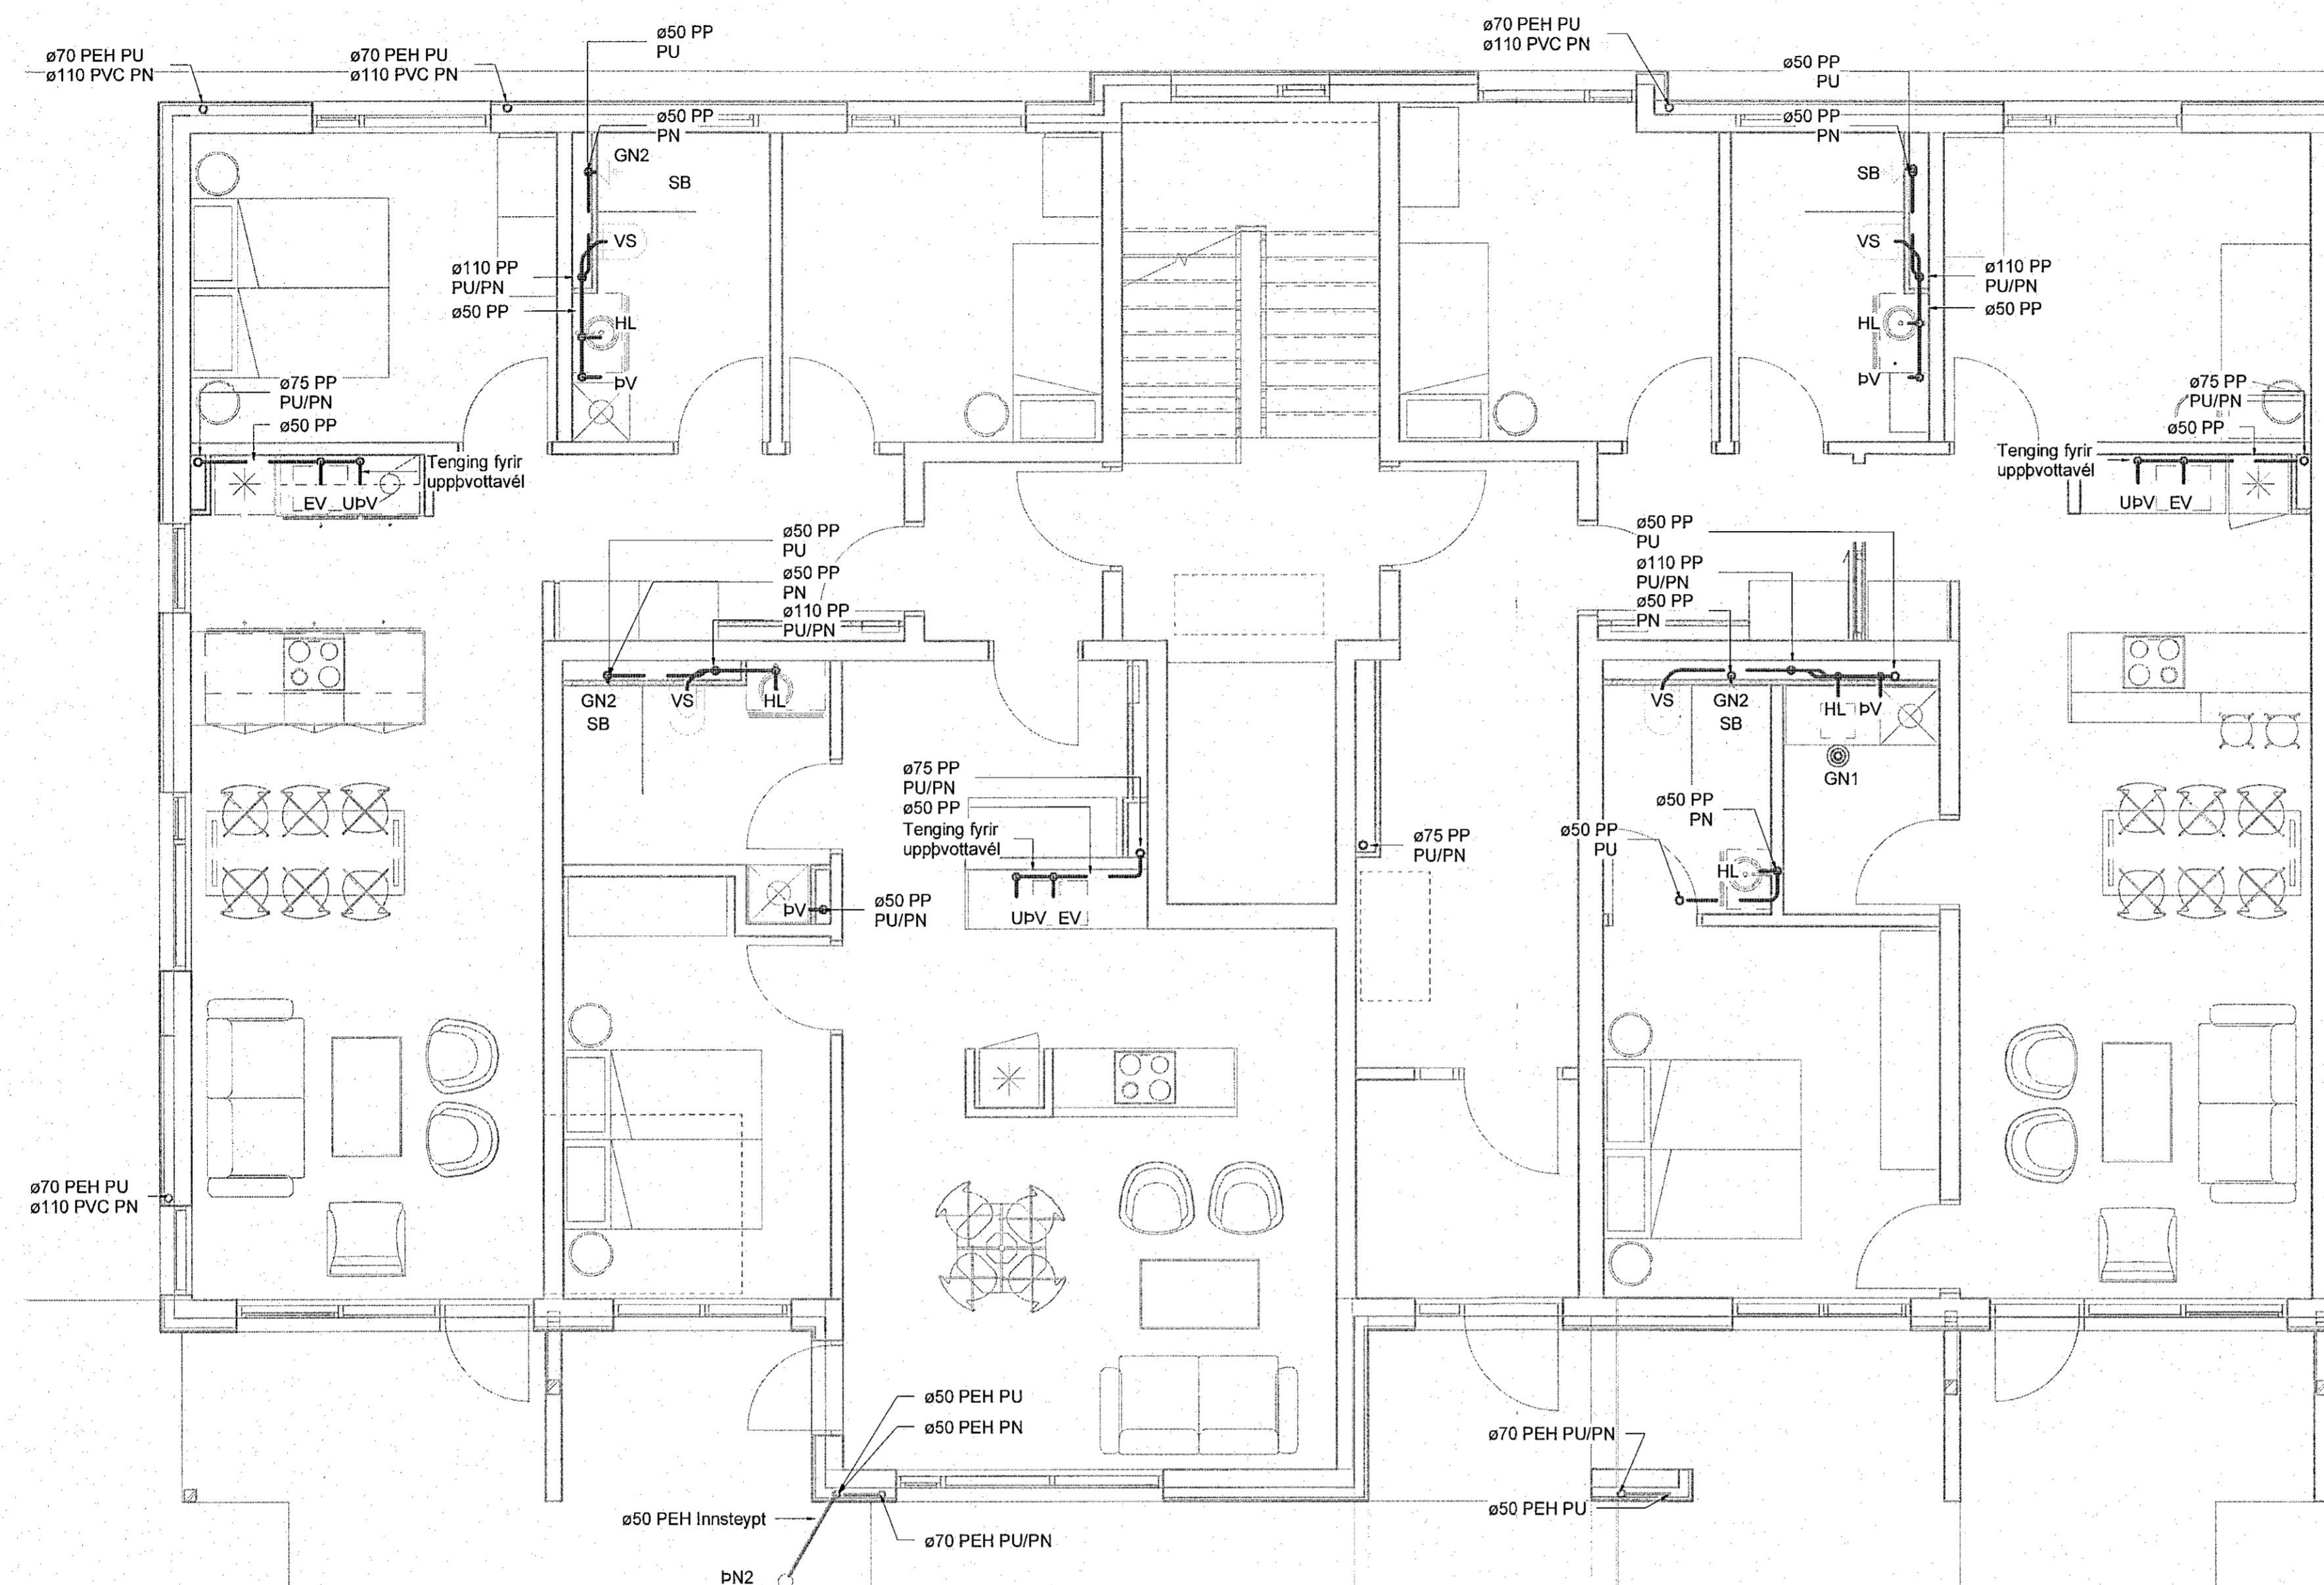 ø50 PP
PU
ø70 PEH PU
ø110 PVC PN
ø70 PEH PU
ø110 PVC PN
ø70 PEH PU
ø110 PVC PN
ø50 PP
PU
ø50 PP
PN
GN2
SB
VS
ø110 PP
PU/PN
ø50 PP
HL
ÞV
ø50 PP
PN
SB
VS
ø110 PP
PU/PN
ø50 PP
HL
ÞV
ø75 PP
PU/PN
ø50 PP
Tenging fyrir
uppþvottavél
EV
UÞV
ø75 PP
PU/PN
ø50 PP
Tenging fyrir
uppþvottavél
UÞV
EV
ø50 PP
PU
ø50 PP
PN
ø110 PP
PU/PN
GN2
SB
VS
HL
ø50 PP
PU
ø110 PP
PU/PN
ø50 PP
PN
VS
GN2
SB
HL
ÞV
GN1
ø75 PP
PU/PN
ø50 PP
Tenging fyrir
uppþvottavél
UÞV
EV
ÞV
ø50 PP
PU/PN
ø75 PP
PU/PN
ø50 PP
PN
ø50 PP
PU
HL
ø70 PEH PU
ø110 PVC PN
ø50 PEH PU
ø50 PEH PN
ø50 PEH Innsteypt
ø70 PEH PU/PN
ÞN2
ø70 PEH PU/PN
ø50 PEH PU